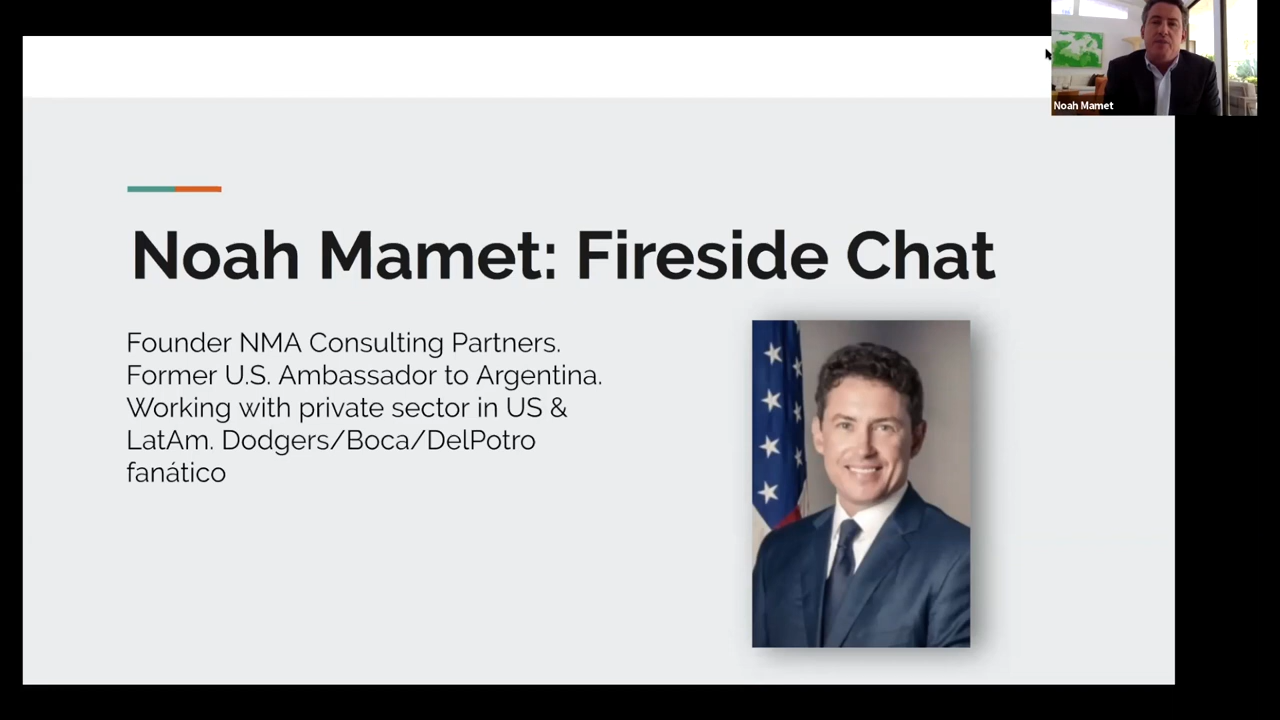 Noah Mamet
Noah Mamet: Fireside Chat
Founder NMA Consulting Partners.
Former U.S. Ambassador to Argentina.
Working with private sector in US &
LatAm. Dodgers/Boca/DelPotro
fanático